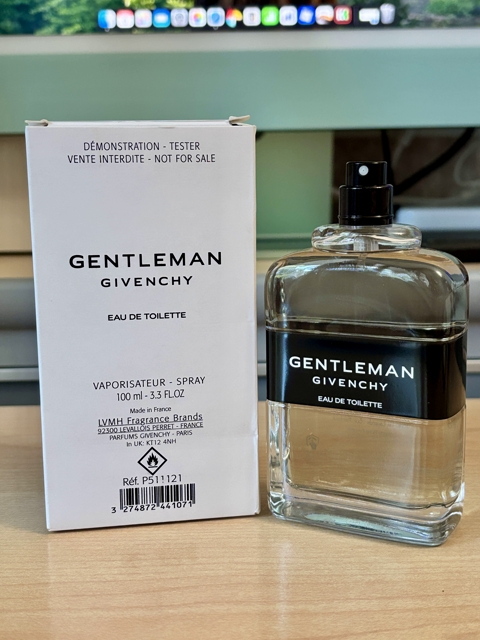 DÉMONSTRATION - TESTER
VENTE INTERDITE - NOT FOR SALE
GENTLEMAN
GIVENCHY
EAU DE TOILETTE
VAPORISATEUR - SPRAY
100 ml - 3.3 FL.OZ
Made in France
LVMH Fragrance Brands
92300 LEVALLOIS PERRET - FRANCE
PARFUMS GIVENCHY - PARIS
In UK: KT12 4NH
Réf. P511121
3 274872 441071
GENTLEMAN
GIVENCHY
EAU DE TOILETTE